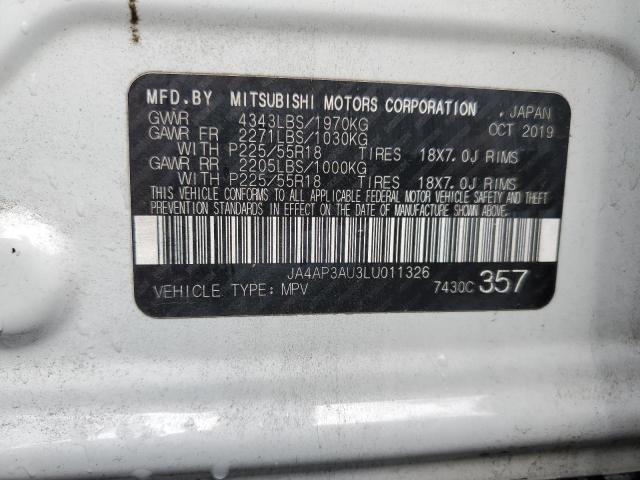 MFD.BY MITSUBISHI MOTORS CORPORATION , JAPAN
GVWR 4343LBS/1970KG OCT 2019
GAWR FR 2271LBS/1030KG
WITH P225/55R18 TIRES 18X7.0J RIMS
GAWR RR 2205LBS/1000KG
WITH P225/55R18 TIRES 18X7.0J RIMS
THIS VEHICLE CONFORMS TO ALL APPLICABLE FEDERAL MOTOR VEHICLE SAFETY AND THEFT
PREVENTION STANDARDS IN EFFECT ON THE DATE OF MANUFACTURE SHOWN ABOVE.
JA4AP3AU3LU011326
VEHICLE TYPE: MPV 7430C 357